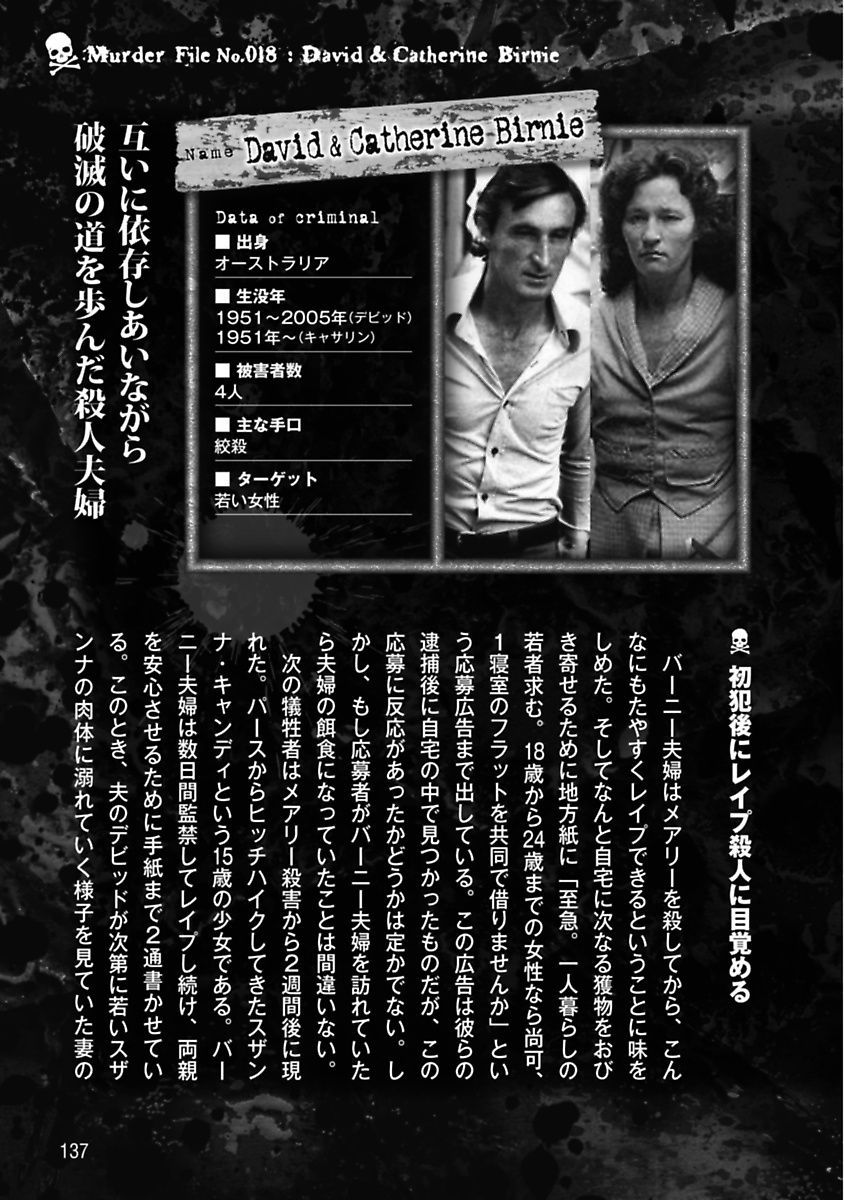 Murder File No.018 : David & Catherine Birnie
Name David & Catherine Birnie
互いに依存しあいながら
破滅の道を歩んだ殺人夫婦
Data of criminal
■ 出身
オーストラリア
■ 生没年
1951～2005年（デビッド）
1951年～（キャサリン）
■ 被害者数
4人
■ 主な手口
絞殺
■ ターゲット
若い女性
初犯後にレイプ殺人に目覚める
バーニー夫婦はメアリーを殺してから、こん
なにもたやすくレイプできるということに味を
しめた。そしてなんと自宅に次なる獲物をおび
き寄せるために地方紙に「至急。一人暮らしの
若者求む。18歳から24歳までの女性なら尚可、
1寝室のフラットを共同で借りませんか」とい
う応募広告まで出している。この広告は彼らの
逮捕後に自宅の中で見つかったものだが、この
応募に反応があったかどうかは定かでない。し
かし、もし応募者がバーニー夫婦を訪れていた
ら夫婦の餌食になっていたことは間違いない。
次の犠牲者はメアリー殺害から2週間後に現
れた。パースからヒッチハイクしてきたスザン
ナ・キャンディという15歳の少女である。バー
ニー夫婦は数日間監禁してレイプし続け、両親
を安心させるために手紙まで2通書かせてい
る。このとき、夫のデビッドが次第に若いスザ
ンナの肉体に溺れていく様子を見ていた妻の
137